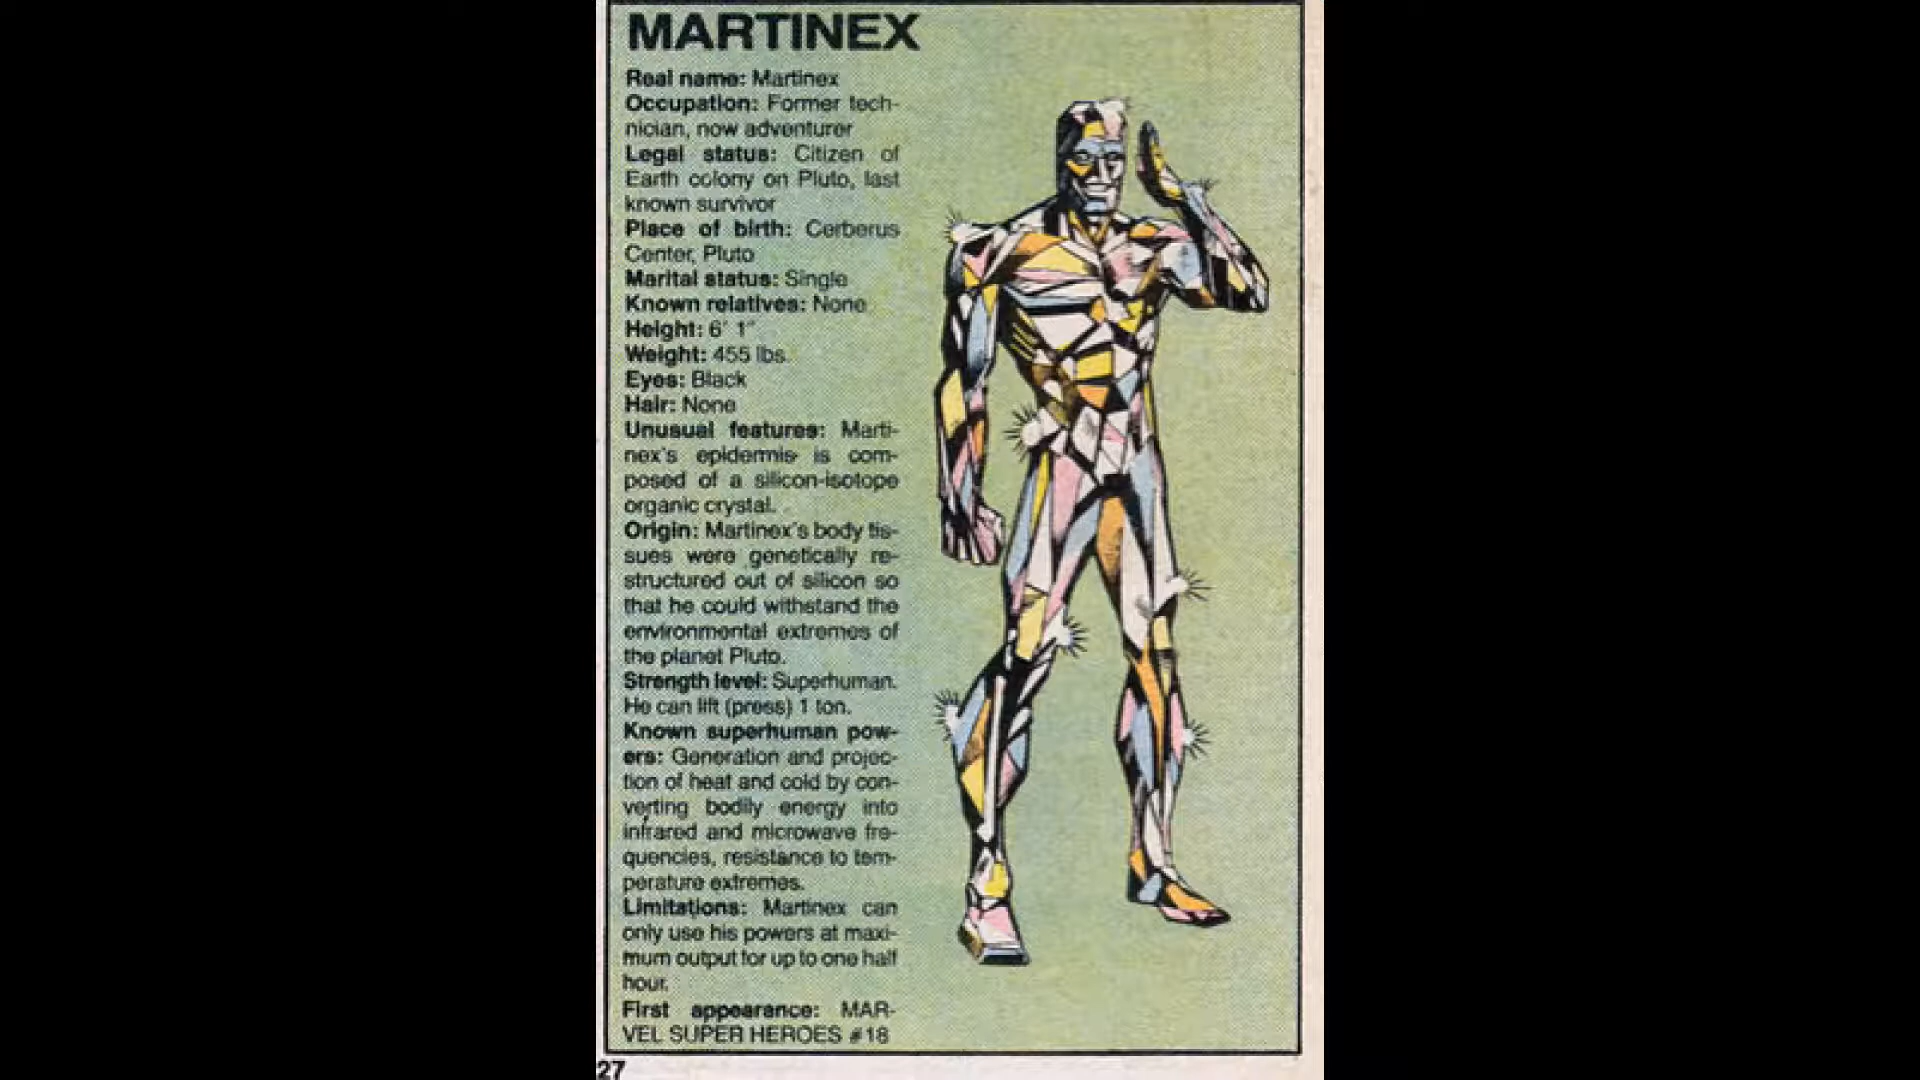 MARTINEX
Real name: Martinex
Occupation: Former tech-
nician, now adventurer
Legal status: Citizen of
Earth colony on Pluto, last
known survivor
Place of birth: Cerberus
Center, Pluto
Marital status: Single
Known relatives: None
Height: 6' 1"
Weight: 455 lbs.
Eyes: Black
Hair: None
Unusual features: Marti-
nex's epidermis is com-
posed of a silicon-isotope
organic crystal.
Origin: Martinex's body tis-
sues were genetically re-
structured out of silicon so
that he could withstand the
environmental extremes of
the planet Pluto.
Strength level: Superhuman.
He can lift (press) 1 ton.
Known superhuman pow-
ers: Generation and projec-
tion of heat and cold by con-
verting bodily energy into
infrared and microwave fre-
quencies, resistance to tem-
perature extremes.
Limitations: Martinex can
only use his powers at maxi-
mum output for up to one half
hour.
First appearance: MAR-
VEL SUPER HEROES #18
27